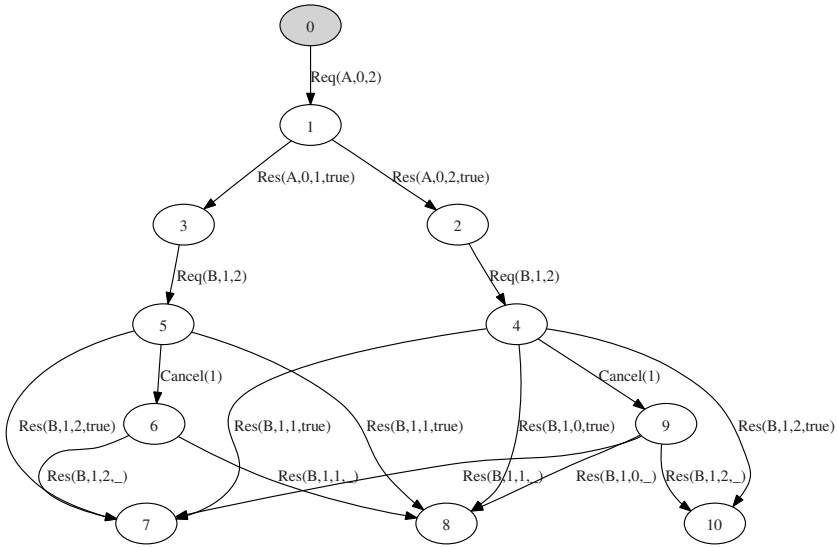 0
Req(A,0,2)
1
Res(A,0,1,true)
Res(A,0,2,true)
3
2
Req(B,1,2)
Req(B,1,2)
5
4
Cancel(1)
Cancel(1)
Res(B,1,2,true)
6
Res(B,1,1,true)
Res(B,1,1,true)
Res(B,1,0,true)
9
Res(B,1,2,true)
Res(B,1,2,_)
Res(B,1,1,_)
Res(B,1,1,_)
Res(B,1,0,_)
Res(B,1,2,_)
7
8
10